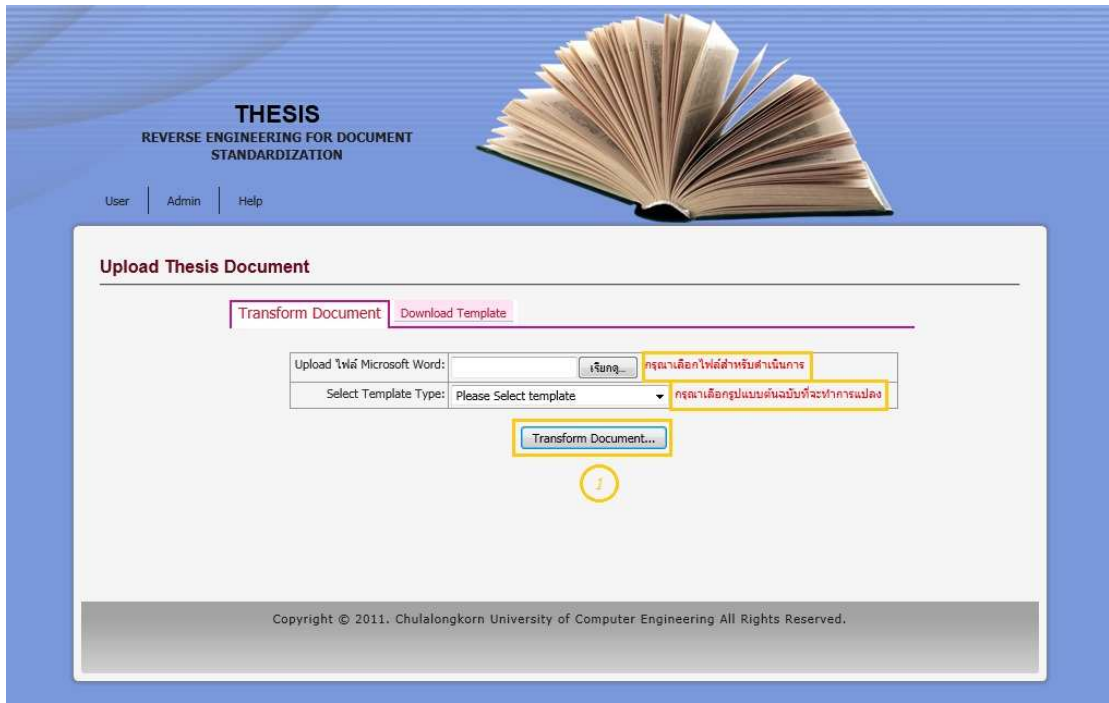 THESIS
REVERSE ENGINEERING FOR DOCUMENT
STANDARDIZATION
User Admin Help
Upload Thesis Document
Transform Document Download Template
Upload ไฟล์ Microsoft Word: เรียกดู... กรุณาเลือกไฟล์สำหรับดำเนินการ
Select Template Type: Please Select template กรุณาเลือกรูปแบบต้นฉบับที่จะทำการแปลง
Transform Document...
1
Copyright © 2011. Chulalongkorn University of Computer Engineering All Rights Reserved.